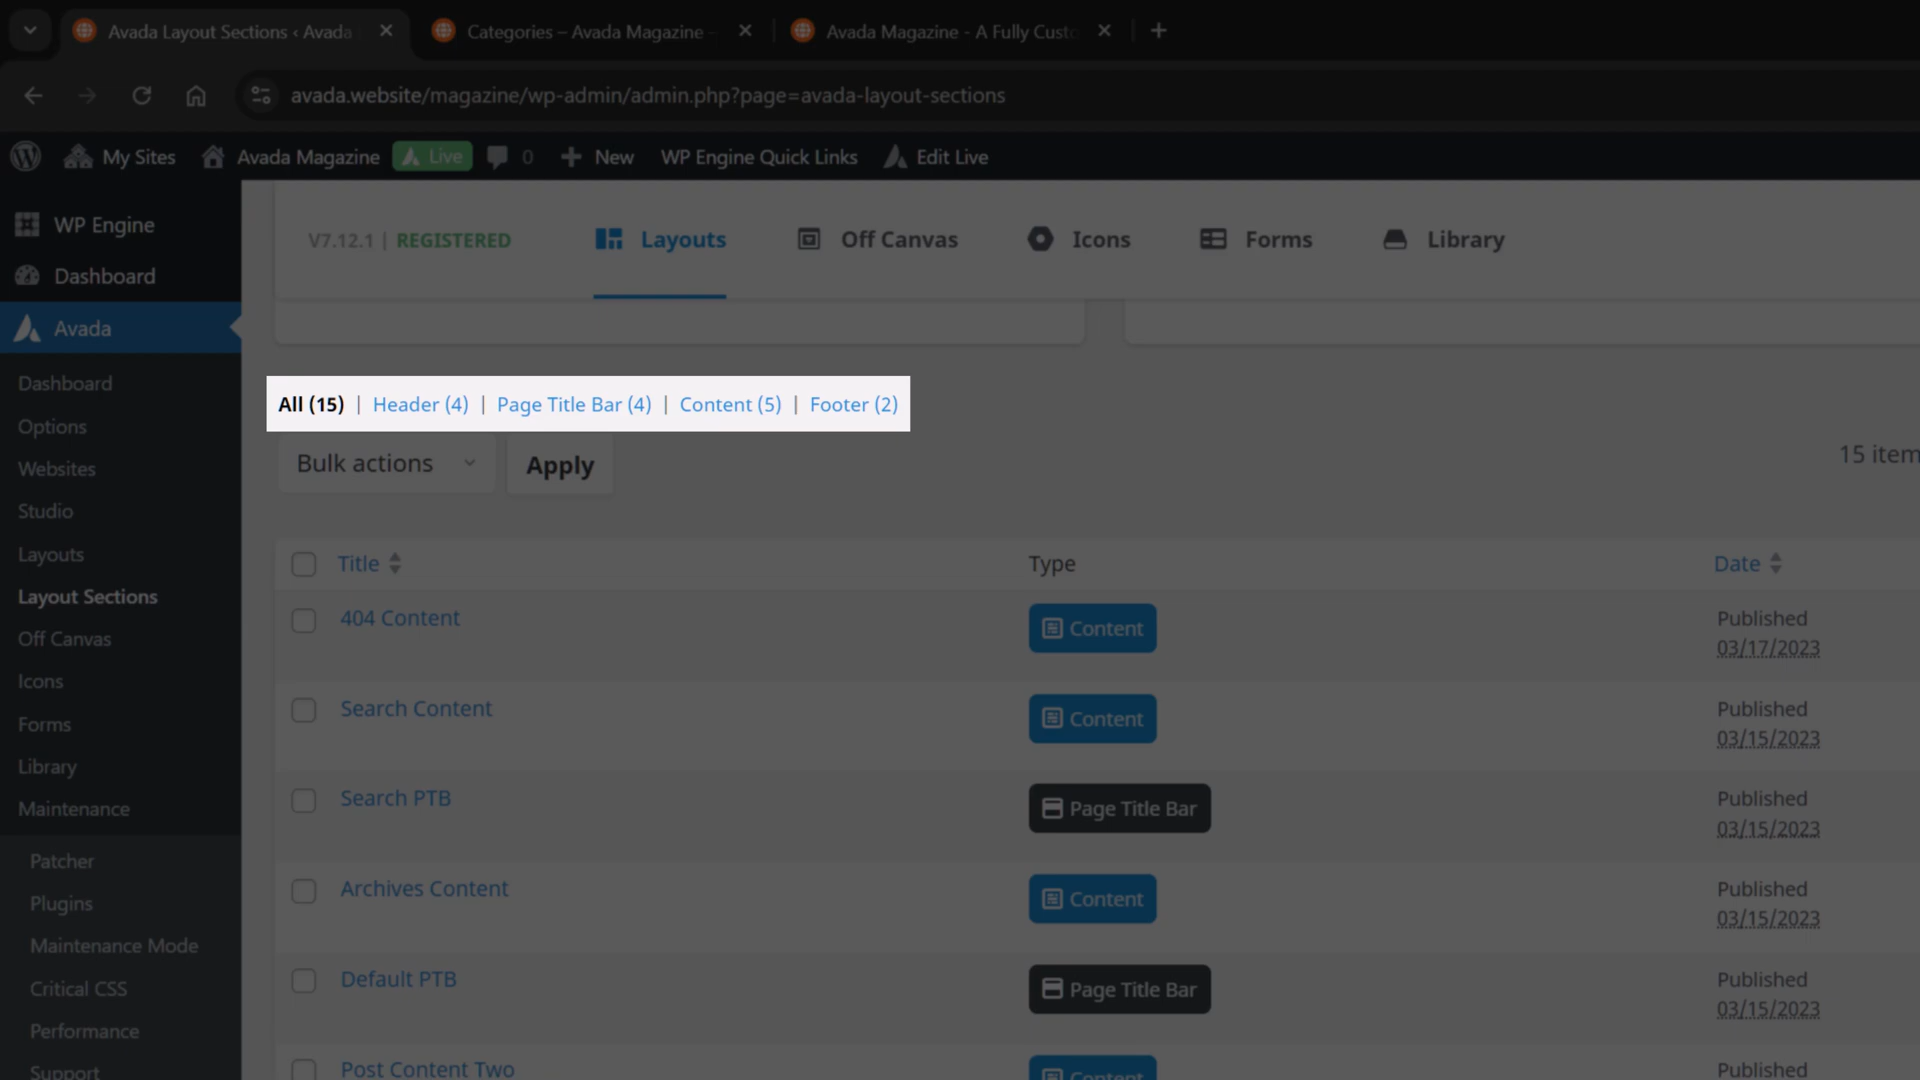 Avada Layout Sections ‹ Avada
Categories – Avada Magazine –
Avada Magazine - A Fully Custo
avada.website/magazine/wp-admin/admin.php?page=avada-layout-sections
My Sites
Avada Magazine
Live
0
New
WP Engine Quick Links
Edit Live
WP Engine
Dashboard
Avada
Dashboard
Options
Websites
Studio
Layouts
Layout Sections
Off Canvas
Icons
Forms
Library
Maintenance
Patcher
Plugins
Maintenance Mode
Critical CSS
Performance
Support
V7.12.1 | REGISTERED
Layouts
Off Canvas
Icons
Forms
Library
All (15) | Header (4) | Page Title Bar (4) | Content (5) | Footer (2)
Bulk actions
Apply
15 item
Title
Type
Date
404 Content
Content
Published
03/17/2023
Search Content
Content
Published
03/15/2023
Search PTB
Page Title Bar
Published
03/15/2023
Archives Content
Content
Published
03/15/2023
Default PTB
Page Title Bar
Published
03/15/2023
Post Content Two
Content
Published